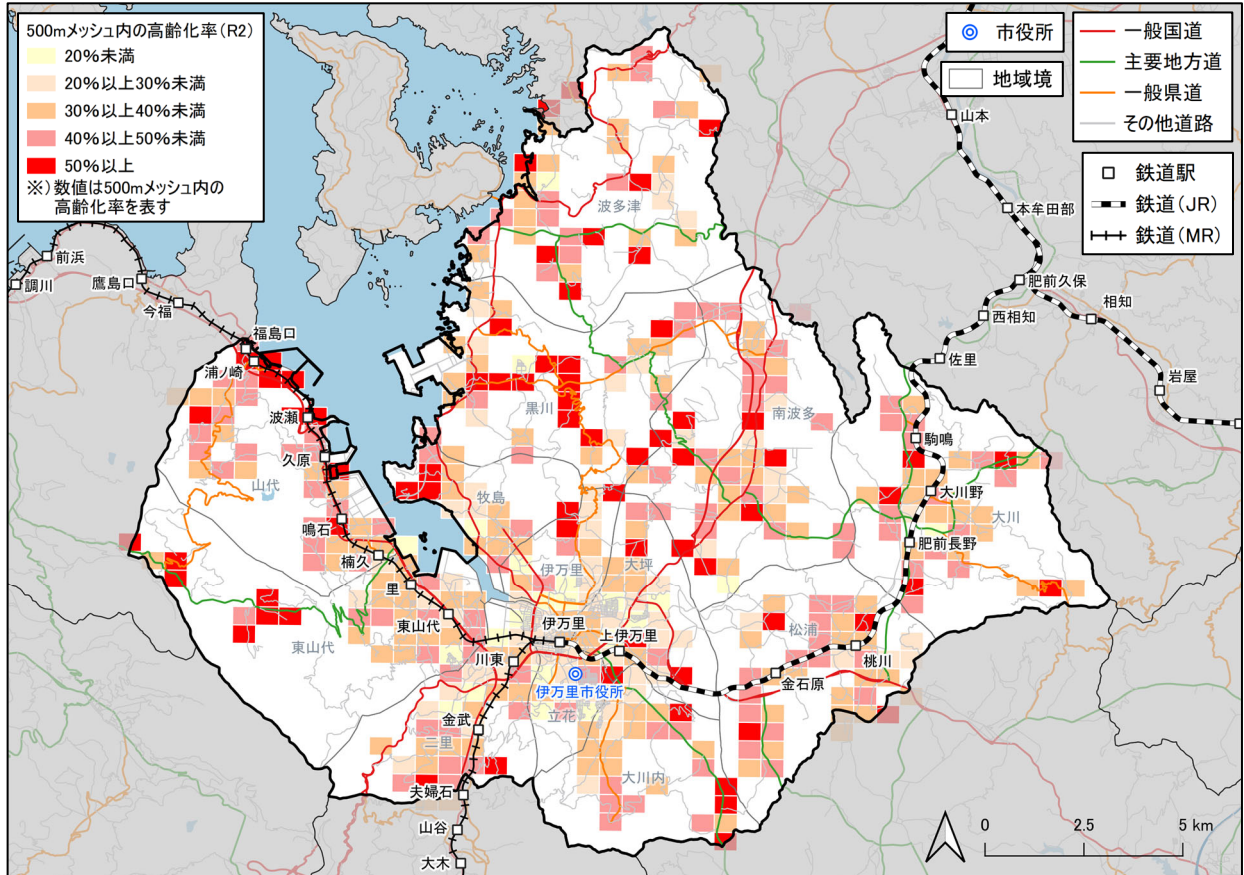 500mメッシュ内の高齢化率(R2)
20%未満
20%以上30%未満
30%以上40%未満
40%以上50%未満
50%以上
※)数値は500mメッシュ内の
高齢化率を表す
市役所
地域境
一般国道
主要地方道
一般県道
その他道路
鉄道駅
鉄道(JR)
鉄道(MR)
山本
本牟田部
肥前久保
相知
西相知
佐里
岩屋
前浜
調川
鷹島口
今福
福島口
浦ノ崎
波瀬
久原
山代
鳴石
楠久
里
東山代
東山代
川東
伊万里
上伊万里
伊万里
伊万里市役所
波多津
黒川
南波多
牧島
大坪
駒鳴
大川野
大川
肥前長野
松浦
桃川
金石原
立花
金武
二里
大川内
夫婦石
山谷
大木
0
2.5
5 km